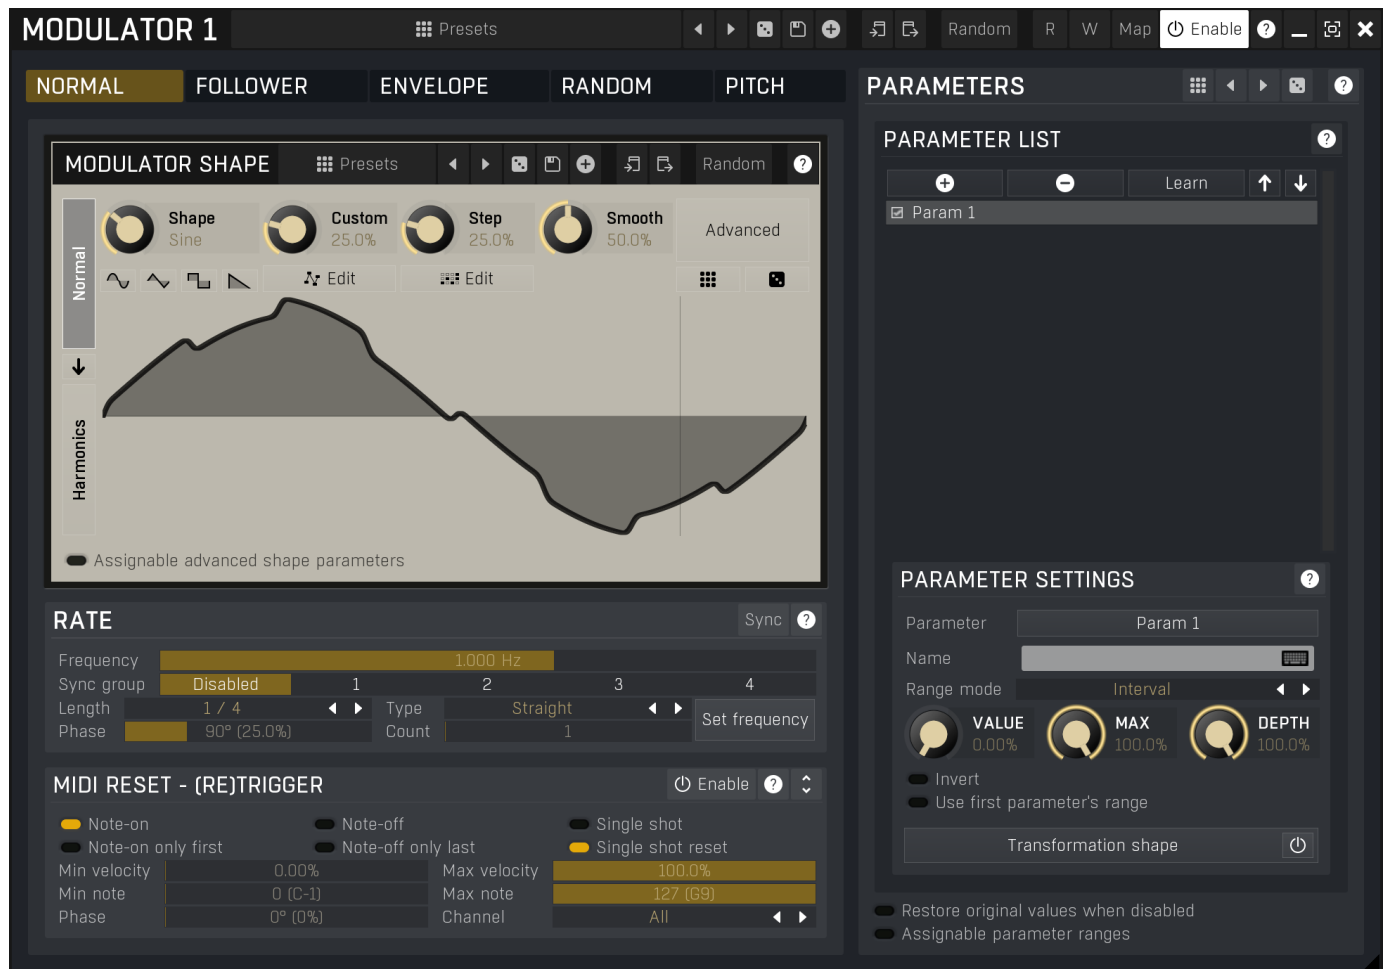 MODULATOR 1 Presets Random R W Map Enable ?
NORMAL FOLLOWER ENVELOPE RANDOM PITCH
MODULATOR SHAPE Presets Random ?
Normal
Harmonics
Shape Custom Step Smooth Advanced
Sine 25.0% 25.0% 50.0%
Edit Edit
Assignable advanced shape parameters
RATE Sync ?
Frequency 1.000 Hz
Sync group Disabled 1 2 3 4
Length 1 / 4 Type Straight Set frequency
Phase 90° (25.0%) Count 1
MIDI RESET - (RE)TRIGGER Enable ?
Note-on Note-off Single shot
Note-on only first Note-off only last Single shot reset
Min velocity 0.00% Max velocity 100.0%
Min note 0 (C-1) Max note 127 (G9)
Phase 0° (0%) Channel All
PARAMETERS ?
PARAMETER LIST ?
Learn
Param 1
PARAMETER SETTINGS ?
Parameter Param 1
Name
Range mode Interval
VALUE MAX DEPTH
0.00% 100.0% 100.0%
Invert
Use first parameter's range
Transformation shape
Restore original values when disabled
Assignable parameter ranges